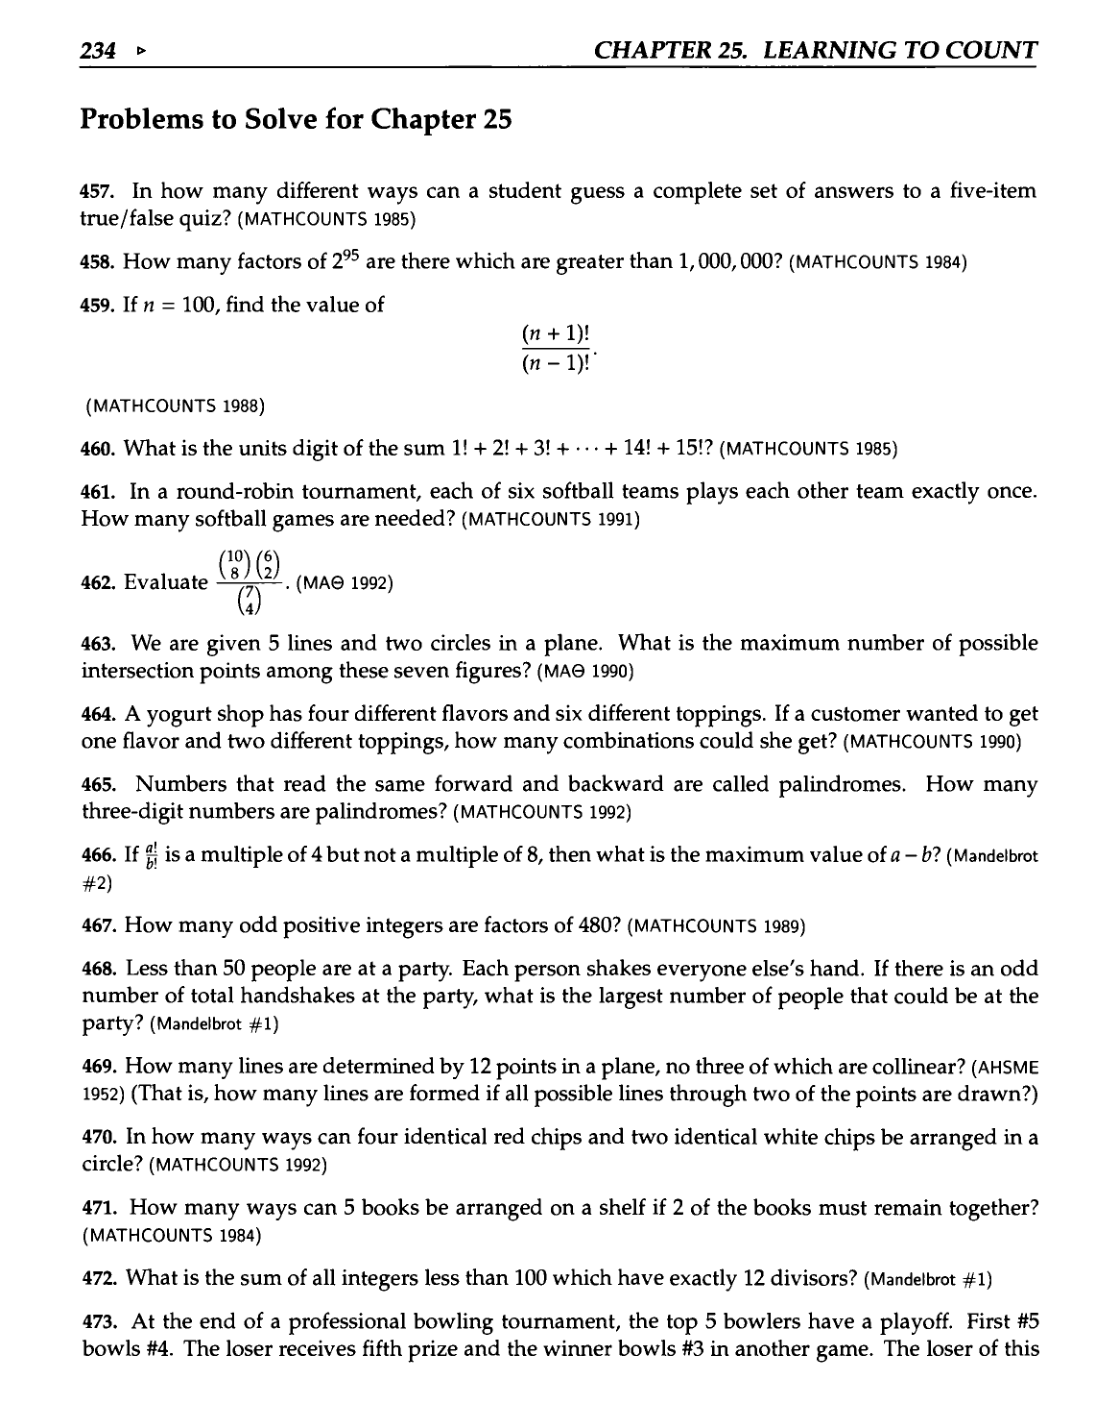 234 ▹ CHAPTER 25. LEARNING TO COUNT
Problems to Solve for Chapter 25
457. In how many different ways can a student guess a complete set of answers to a five-item
true/false quiz? (MATHCOUNTS 1985)
458. How many factors of 2^95 are there which are greater than 1,000,000? (MATHCOUNTS 1984)
459. If n = 100, find the value of
(n + 1)!
(n − 1)!.
(MATHCOUNTS 1988)
460. What is the units digit of the sum 1! + 2! + 3! + ··· + 14! + 15!? (MATHCOUNTS 1985)
461. In a round-robin tournament, each of six softball teams plays each other team exactly once.
How many softball games are needed? (MATHCOUNTS 1991)
462. Evaluate \frac{\binom{10}{8}\binom{6}{2}}{\binom{7}{4}}. (MAΘ 1992)
463. We are given 5 lines and two circles in a plane. What is the maximum number of possible
intersection points among these seven figures? (MAΘ 1990)
464. A yogurt shop has four different flavors and six different toppings. If a customer wanted to get
one flavor and two different toppings, how many combinations could she get? (MATHCOUNTS 1990)
465. Numbers that read the same forward and backward are called palindromes. How many
three-digit numbers are palindromes? (MATHCOUNTS 1992)
466. If a!/b! is a multiple of 4 but not a multiple of 8, then what is the maximum value of a − b? (Mandelbrot
#2)
467. How many odd positive integers are factors of 480? (MATHCOUNTS 1989)
468. Less than 50 people are at a party. Each person shakes everyone else's hand. If there is an odd
number of total handshakes at the party, what is the largest number of people that could be at the
party? (Mandelbrot #1)
469. How many lines are determined by 12 points in a plane, no three of which are collinear? (AHSME
1952) (That is, how many lines are formed if all possible lines through two of the points are drawn?)
470. In how many ways can four identical red chips and two identical white chips be arranged in a
circle? (MATHCOUNTS 1992)
471. How many ways can 5 books be arranged on a shelf if 2 of the books must remain together?
(MATHCOUNTS 1984)
472. What is the sum of all integers less than 100 which have exactly 12 divisors? (Mandelbrot #1)
473. At the end of a professional bowling tournament, the top 5 bowlers have a playoff. First #5
bowls #4. The loser receives fifth prize and the winner bowls #3 in another game. The loser of this